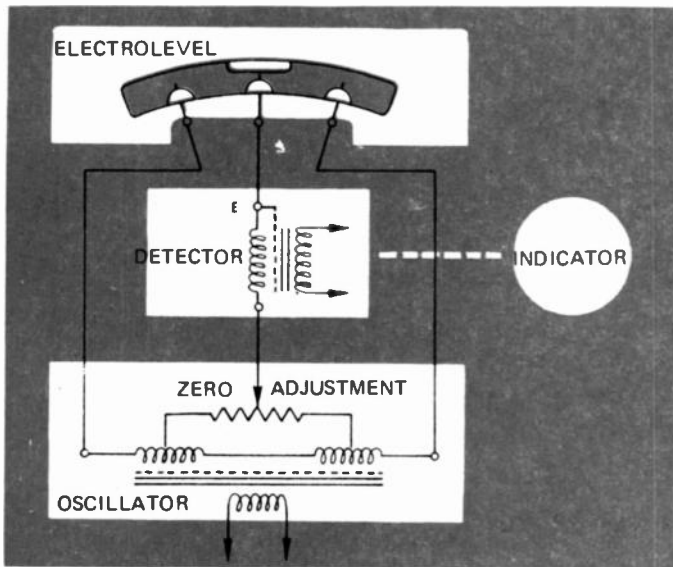 ELECTROLEVEL
E
DETECTOR
INDICATOR
ZERO ADJUSTMENT
OSCILLATOR